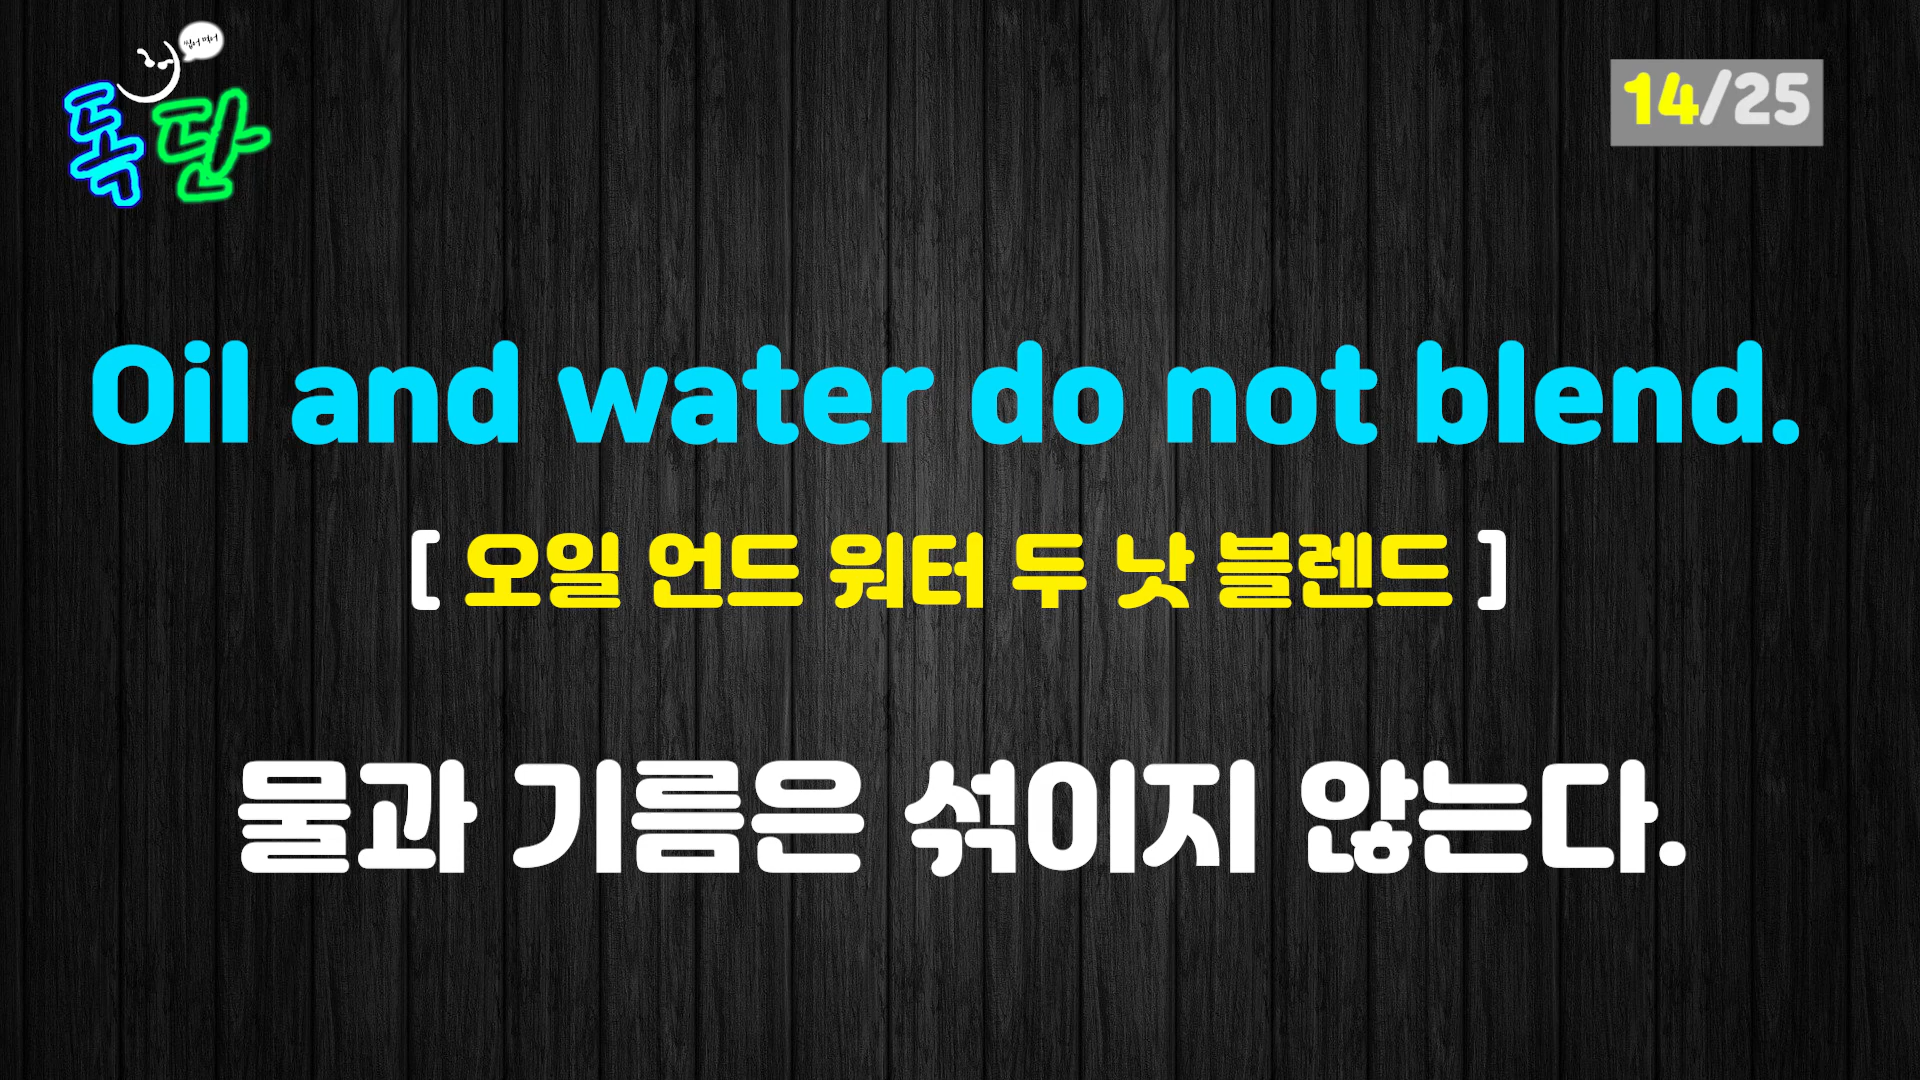 독단
14/25
Oil and water do not blend.
[ 오일 언드 워터 두 낫 블렌드 ]
물과 기름은 섞이지 않는다.